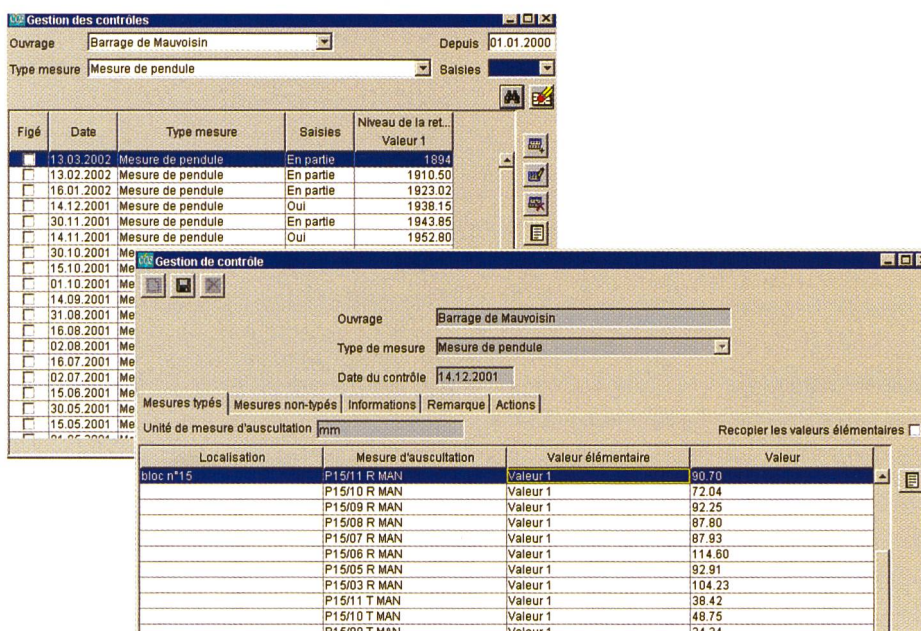 Gestion des contrôles
Ouvrage Barrage de Mauvoisin Depuis 01.01.2000
Type mesure Mesure de pendule Saisies
Figé Date Type mesure Saisies Niveau de la ret... Valeur 1
13.03.2002 Mesure de pendule En partie 1894
13.02.2002 Mesure de pendule En partie 1910.50
16.01.2002 Mesure de pendule En partie 1923.02
14.12.2001 Mesure de pendule Oui 1938.15
30.11.2001 Mesure de pendule En partie 1943.85
14.11.2001 Mesure de pendule Oui 1952.80
30.10.2001 Me
15.10.2001 Me
01.10.2001 Me
14.09.2001 Me
31.08.2001 Me
16.08.2001 Me
02.08.2001 Me
16.07.2001 Me
02.07.2001 Me
15.06.2001 Me
30.05.2001 Me
15.05.2001 Me
Gestion de contrôle
Ouvrage Barrage de Mauvoisin
Type de mesure Mesure de pendule
Date du contrôle 14.12.2001
Mesures typés Mesures non-typés Informations Remarque Actions
Unité de mesure d'auscultation mm Recopier les valeurs élémentaires
Localisation Mesure d'auscultation Valeur élémentaire Valeur
bloc n°15 P15/11 R MAN Valeur 1 90.70
P15/10 R MAN Valeur 1 72.04
P15/09 R MAN Valeur 1 92.25
P15/08 R MAN Valeur 1 87.80
P15/07 R MAN Valeur 1 87.93
P15/06 R MAN Valeur 1 114.60
P15/05 R MAN Valeur 1 92.91
P15/03 R MAN Valeur 1 104.23
P15/11 T MAN Valeur 1 38.42
P15/10 T MAN Valeur 1 48.75